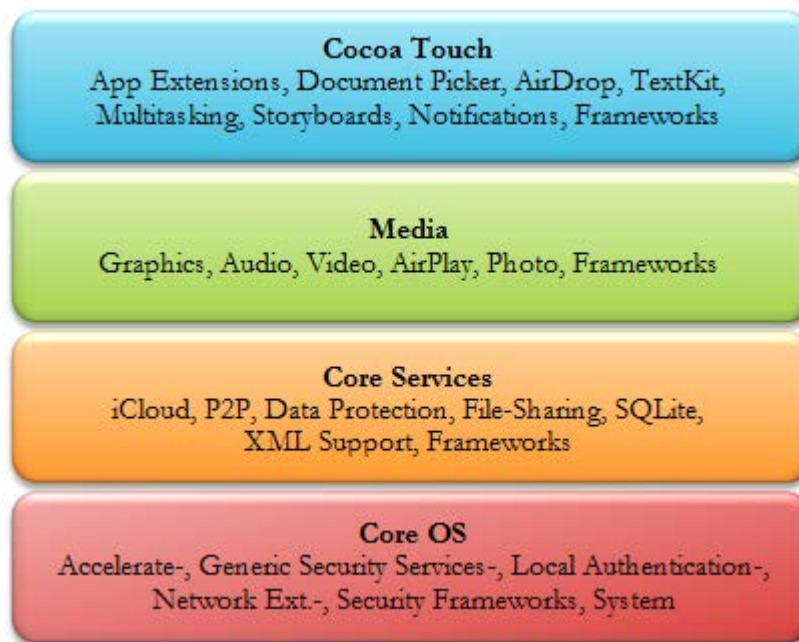 Cocoa Touch
App Extensions, Document Picker, AirDrop, TextKit,
Multitasking, Storyboards, Notifications, Frameworks
Media
Graphics, Audio, Video, AirPlay, Photo, Frameworks
Core Services
iCloud, P2P, Data Protection, File-Sharing, SQLite,
XML Support, Frameworks
Core OS
Accelerate-, Generic Security Services-, Local Authentication-,
Network Ext.-, Security Frameworks, System